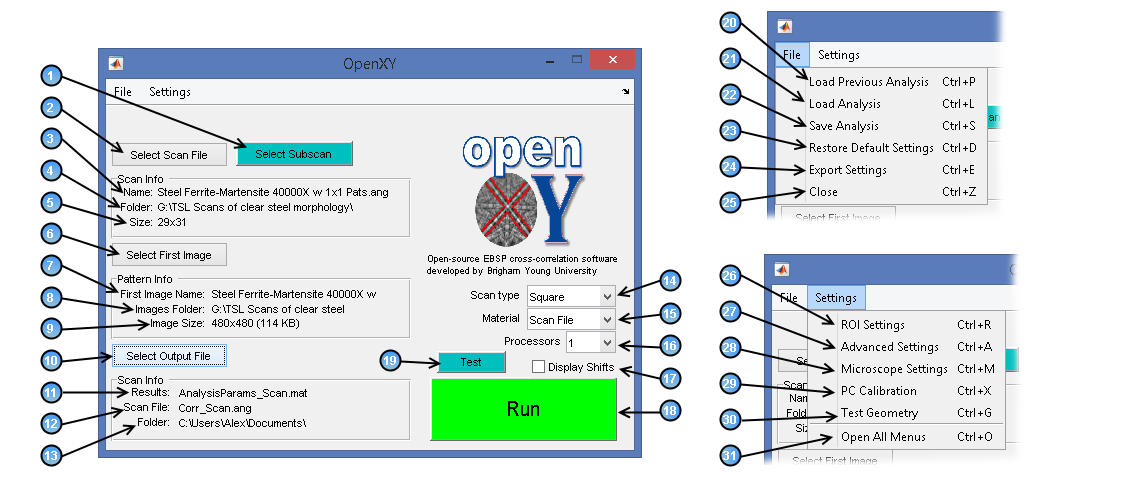 OpenXY
File Settings
1
2
3
4
5
6
7
8
9
10
11
12
13
Select Scan File
Select Subscan
Scan Info
Name: Steel Ferrite-Martensite 40000X w 1x1 Pats.ang
Folder: G:\TSL Scans of clear steel morphology\
Size: 29x31
Select First Image
Pattern Info
First Image Name: Steel Ferrite-Martensite 40000X w
Images Folder: G:\TSL Scans of clear steel
Image Size: 480x480 (114 KB)
Select Output File
Scan Info
Results: AnalysisParams_Scan.mat
Scan File: Corr_Scan.ang
Folder: C:\Users\Alex\Documents\
open
XY
Open-source EBSP cross-correlation software
developed by Brigham Young University
Scan type Square
Material Scan File
Processors 1
Test
Display Shifts
Run
14
15
16
17
18
19
File Settings
20 Load Previous Analysis Ctrl+P
21 Load Analysis Ctrl+L
22 Save Analysis Ctrl+S
23 Restore Default Settings Ctrl+D
24 Export Settings Ctrl+E
25 Close Ctrl+Z
an
Select First Image
File Settings
26 ROI Settings Ctrl+R
27 Advanced Settings Ctrl+A
28 Microscope Settings Ctrl+M
29 PC Calibration Ctrl+X
30 Test Geometry Ctrl+G
31 Open All Menus Ctrl+O
Se
Scan
Nam
Fold
Siz
Select First Image